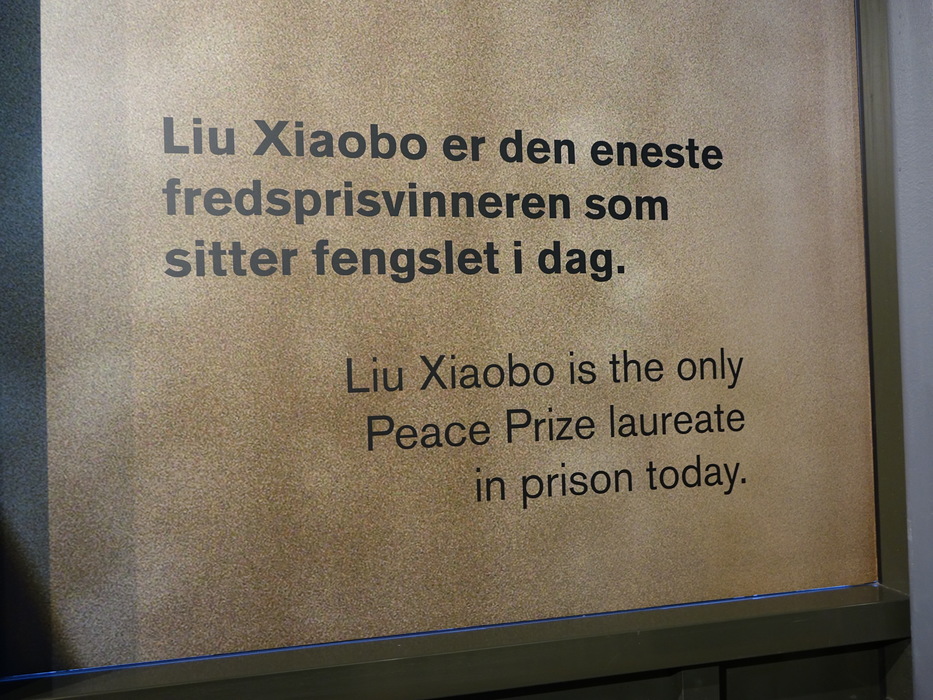 Liu Xiaobo er den eneste
fredsprisvinneren som
sitter fengslet i dag.
Liu Xiaobo is the only
Peace Prize laureate
in prison today.